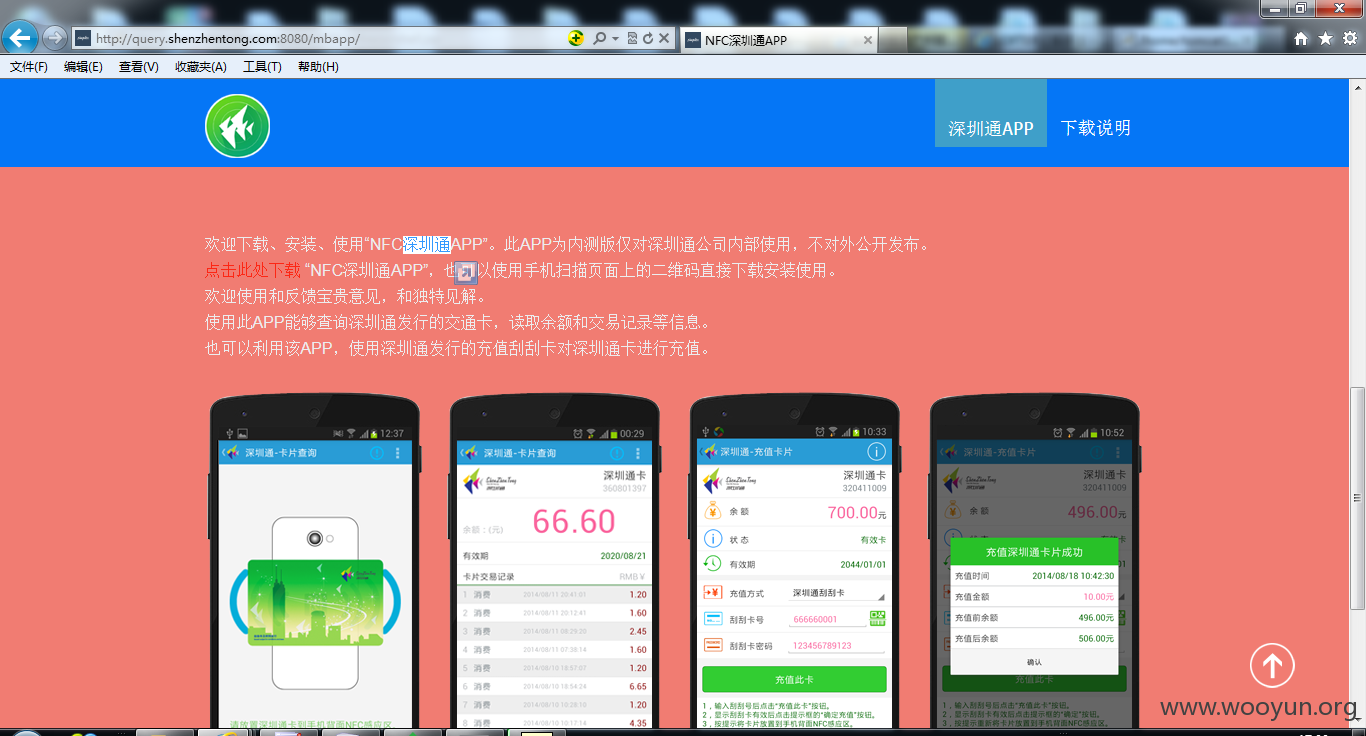 http://query.shenzhentong.com:8080/mbapp/
NFC深圳通APP
文件(F) 编辑(E) 查看(V) 收藏夹(A) 工具(T) 帮助(H)
深圳通APP 下载说明
欢迎下载、安装、使用“NFC深圳通APP”。此APP为内测版仅对深圳通公司内部使用，不对外公开发布。
点击此处下载 “NFC深圳通APP”，也 以使用手机扫描页面上的二维码直接下载安装使用。
欢迎使用和反馈宝贵意见，和独特见解。
使用此APP能够查询深圳通发行的交通卡，读取余额和交易记录等信息。
也可以利用该APP，使用深圳通发行的充值刮刮卡对深圳通卡进行充值。
12:37
深圳通-卡片查询
请放置深圳通卡到手机背面NFC感应区。
00:29
深圳通-卡片查询
ShenZhenTong
深圳通卡
360801397
余额：(元) 66.60
有效期 2020/08/21
卡片交易记录 RMB¥
1 消费 2014/08/11 20:41:01 1.20
2 消费 2014/08/11 20:12:41 1.60
3 消费 2014/08/11 08:29:20 2.45
4 消费 2014/08/11 07:38:14 1.60
5 消费 2014/08/10 18:57:07 1.20
6 消费 2014/08/10 18:54:24 6.65
7 消费 2014/08/10 10:28:10 1.20
8 消费 2014/08/10 10:17:14 4.35
10:33
深圳通-充值卡片
ShenZhenTong
深圳通卡
320411009
余额 700.00元
状态 有效卡
有效期 2044/01/01
充值方式 深圳通刮刮卡
刮刮卡号 666660001
刮刮卡密码 123456789123
充值此卡
1，输入刮刮号后点击“充值此卡”按钮。
2，显示刮刮卡有效后点击提示框的“确定充值”按钮。
3，按提示将卡片放置到手机背面NFC感应区。
10:52
深圳通-充值卡片
ShenZhenTong
深圳通卡
320411009
余额 496.00元
充值深圳通卡片成功
充值时间 2014/08/18 10:42:30
充值金额 10.00元
充值前余额 496.00元
充值后余额 506.00元
确认
充值此卡
1，输入刮刮号后点击“充值此卡”按钮。
2，显示刮刮卡有效后点击提示框的“确定”按钮。
3，按提示重新将卡片放置到手机背面NFC感应区。
www.wooyun.org